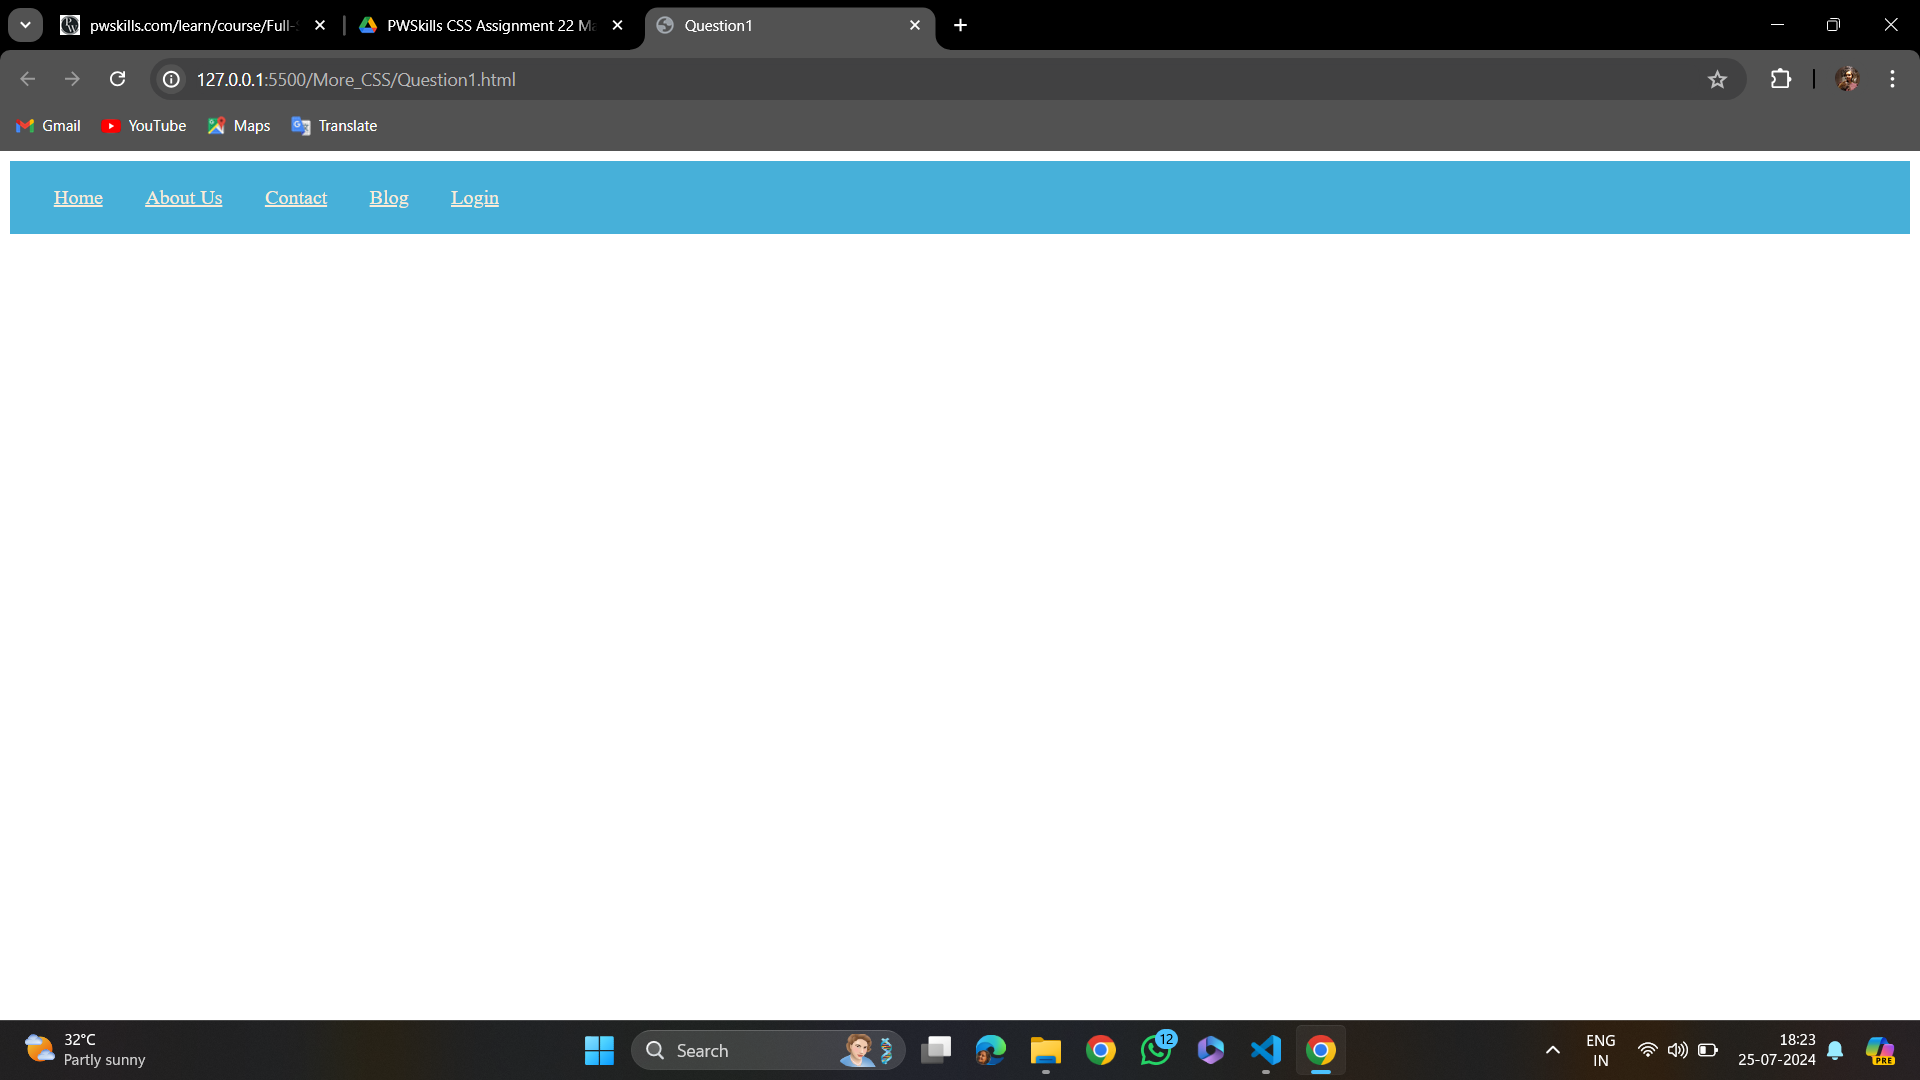 pwskills.com/learn/course/Full-
PWSkills CSS Assignment 22 Ma
Question1
127.0.0.1:5500/More_CSS/Question1.html
Gmail
YouTube
Maps
Translate
Home
About Us
Contact
Blog
Login
32°C
Partly sunny
Search
12
ENG
IN
18:23
25-07-2024
PRE